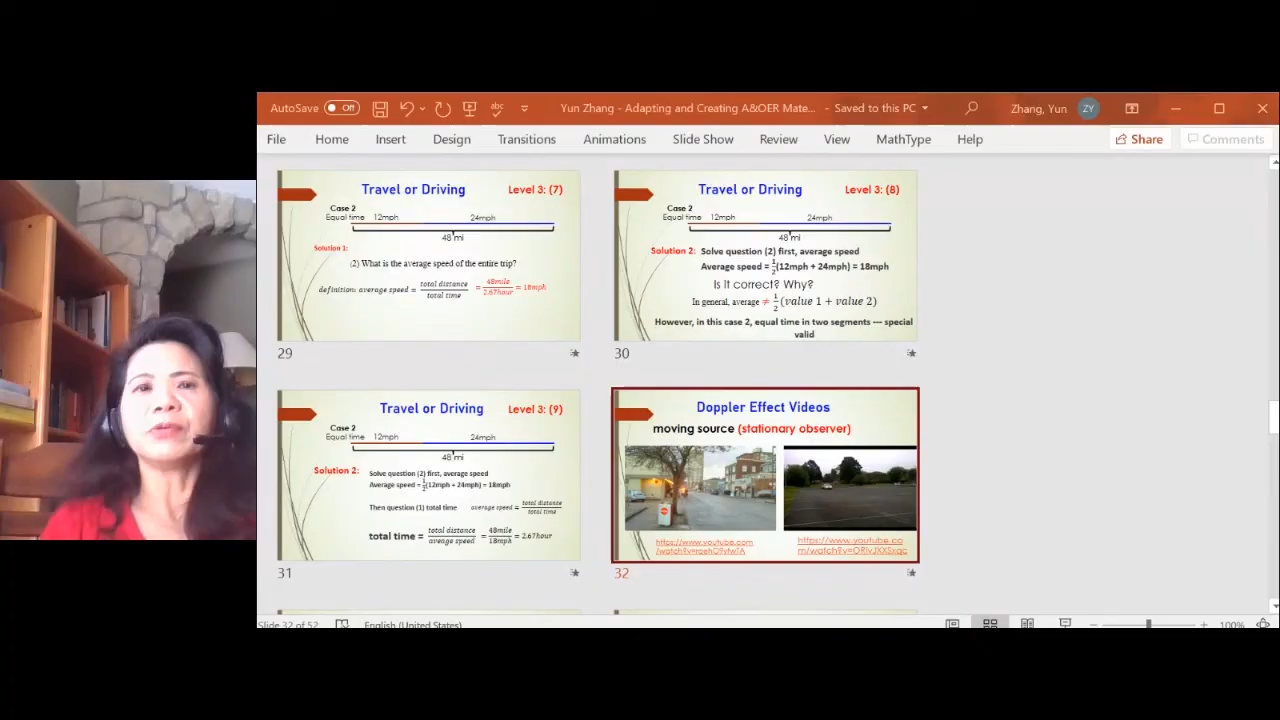 AutoSave Off
Yun Zhang - Adapting and Creating A&OER Mate... - Saved to this PC
Zhang, Yun ZY
File Home Insert Design Transitions Animations Slide Show Review View MathType Help Share Comments
Travel or Driving Level 3: (7)
Case 2
Equal time 12mph 24mph
48 mi
Solution 1:
(2) What is the average speed of the entire trip?
definition: average speed = total distance / total time = 48mile / 2.67hour = 18mph
29
Travel or Driving Level 3: (8)
Case 2
Equal time 12mph 24mph
48 mi
Solution 2: Solve question (2) first, average speed
Average speed = 1/2 (12mph + 24mph) = 18mph
Is it correct? Why?
In general, average ≠ 1/2 (value 1 + value 2)
However, in this case 2, equal time in two segments --- special
valid
30
Travel or Driving Level 3: (9)
Case 2
Equal time 12mph 24mph
48 mi
Solution 2: Solve question (2) first, average speed
Average speed = 1/2 (12mph + 24mph) = 18mph
Then question (1) total time average speed = total distance / total time
total time = total distance / avenge speed = 48mile / 18mph = 2.67hour
31
Doppler Effect Videos
moving source (stationary observer)
https://www.youtube.com
https://www.youtube.co
32
Slide 32 of 52 English (United States) 100%